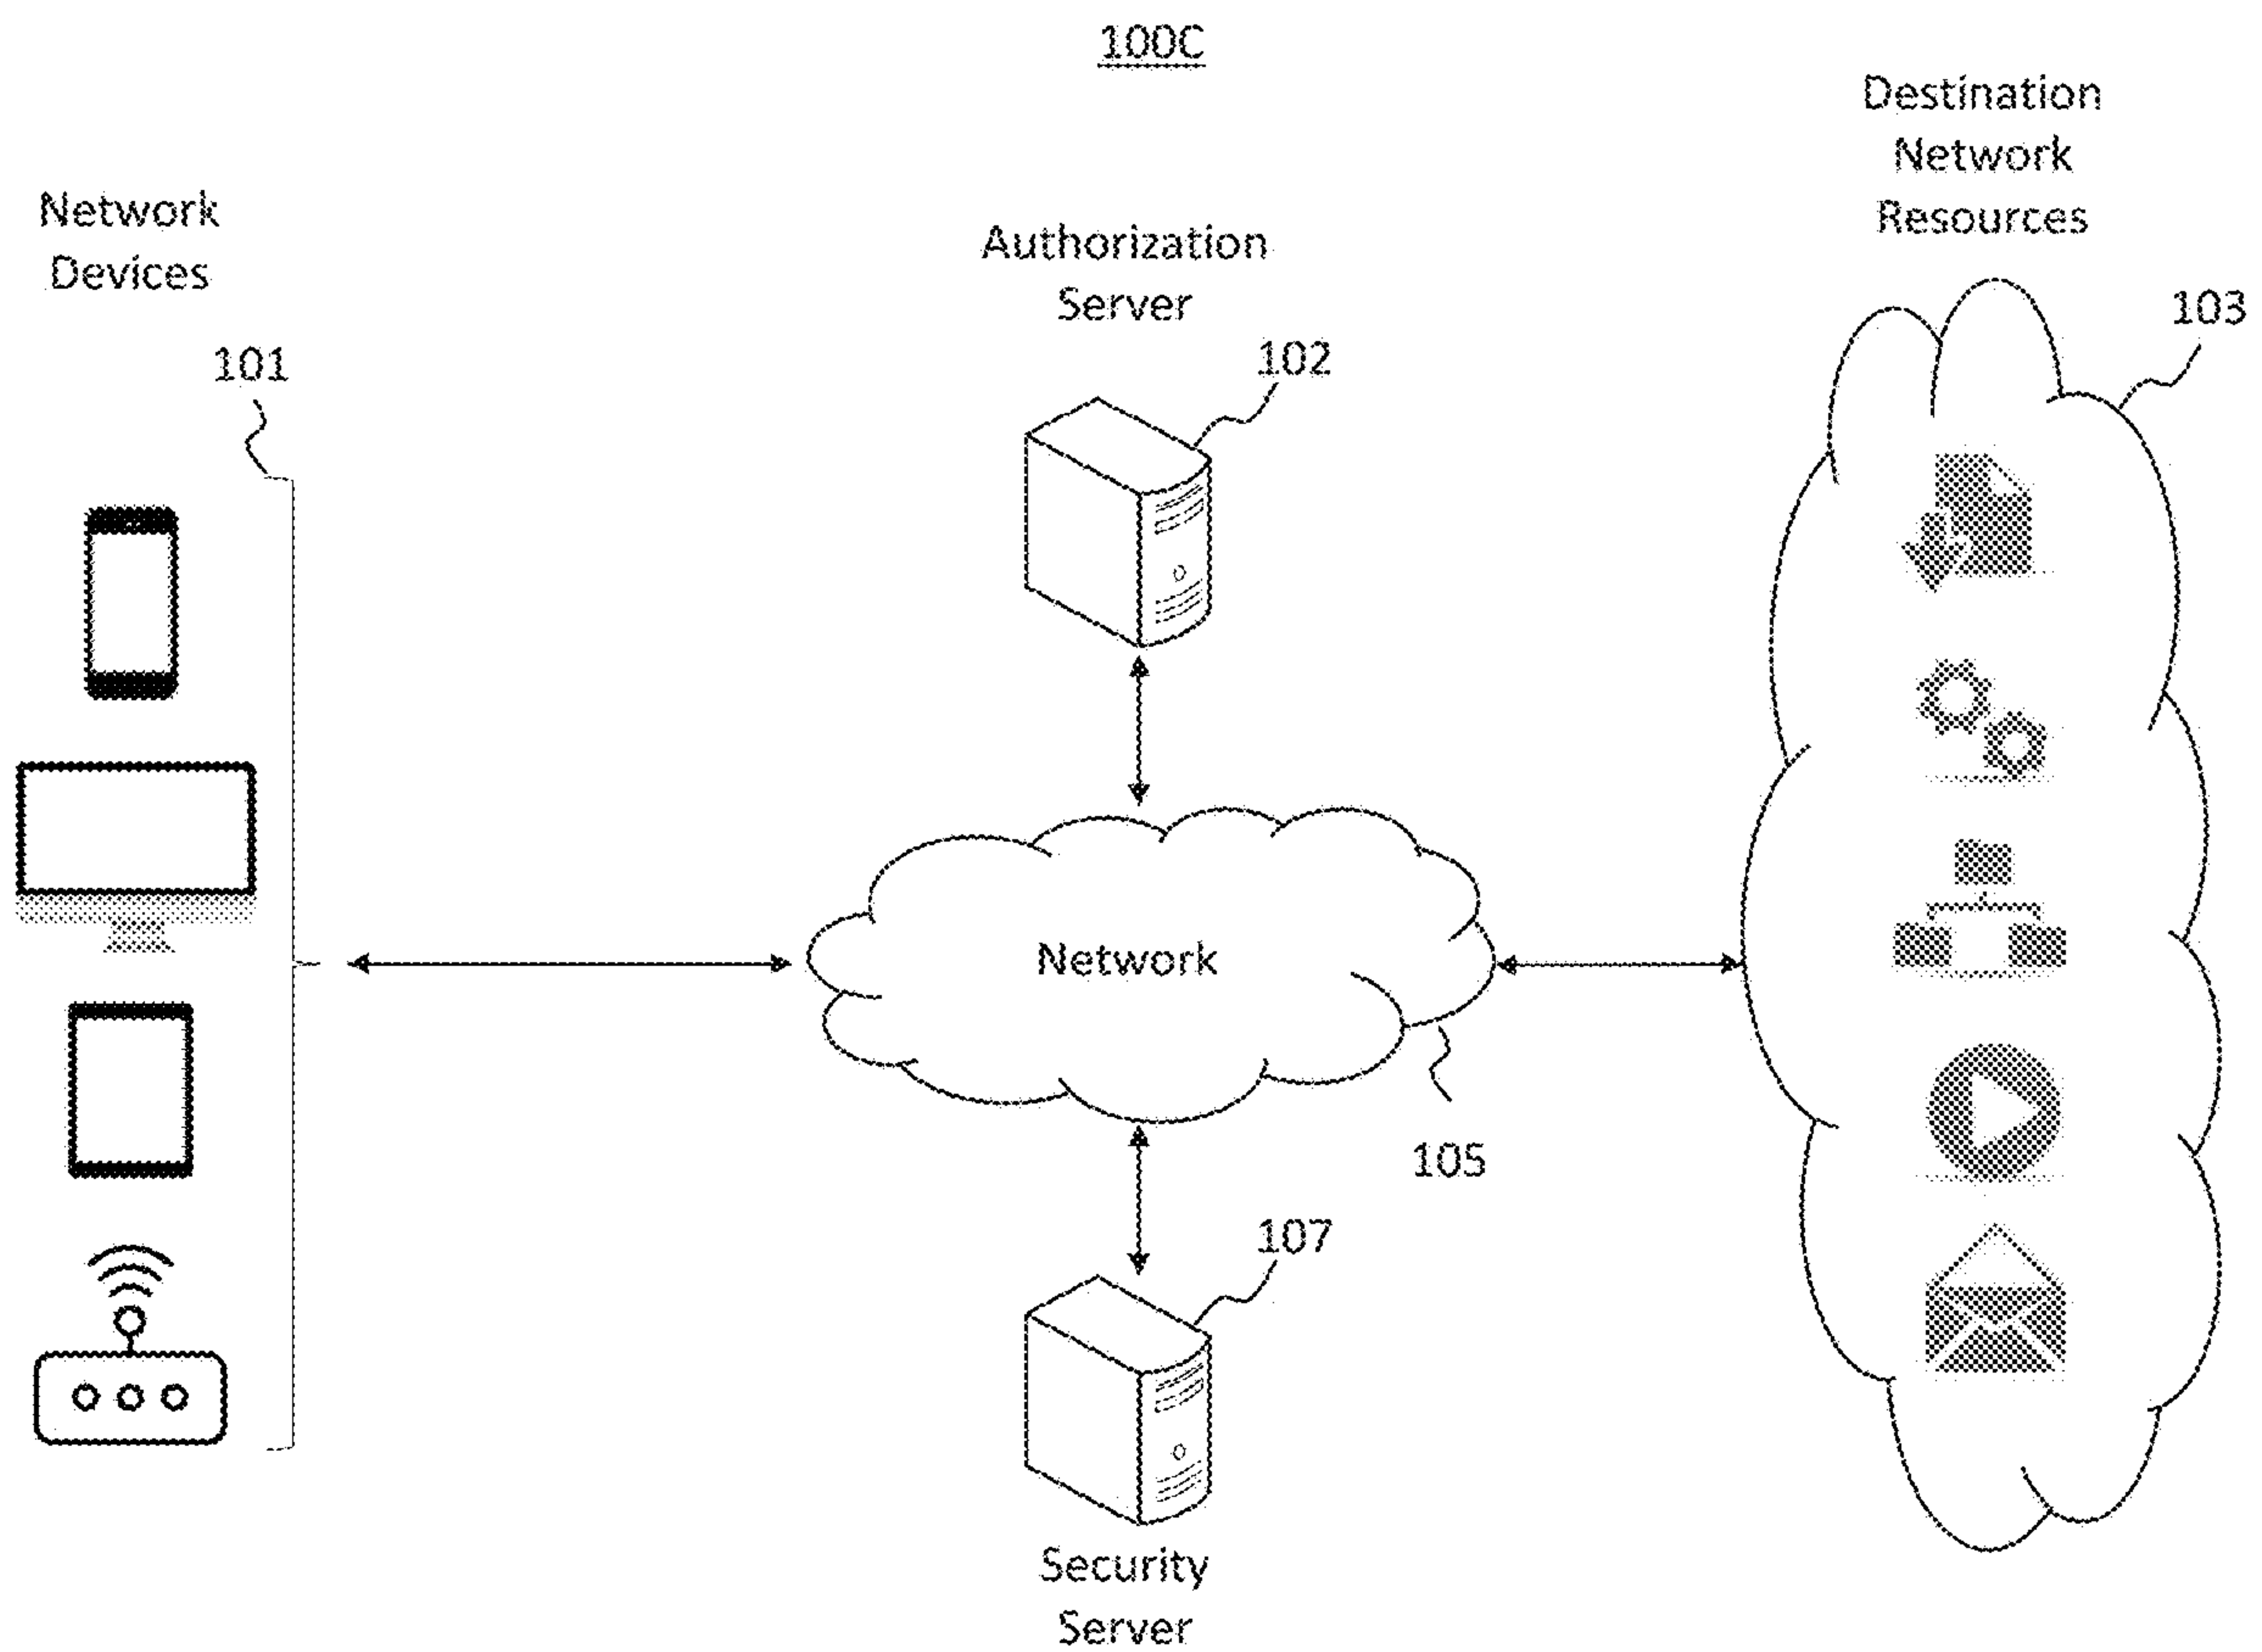 100C
Destination
Network
Resources
103
Network
Devices
101
Authorization
Server
102
Network
105
107
Security
Server